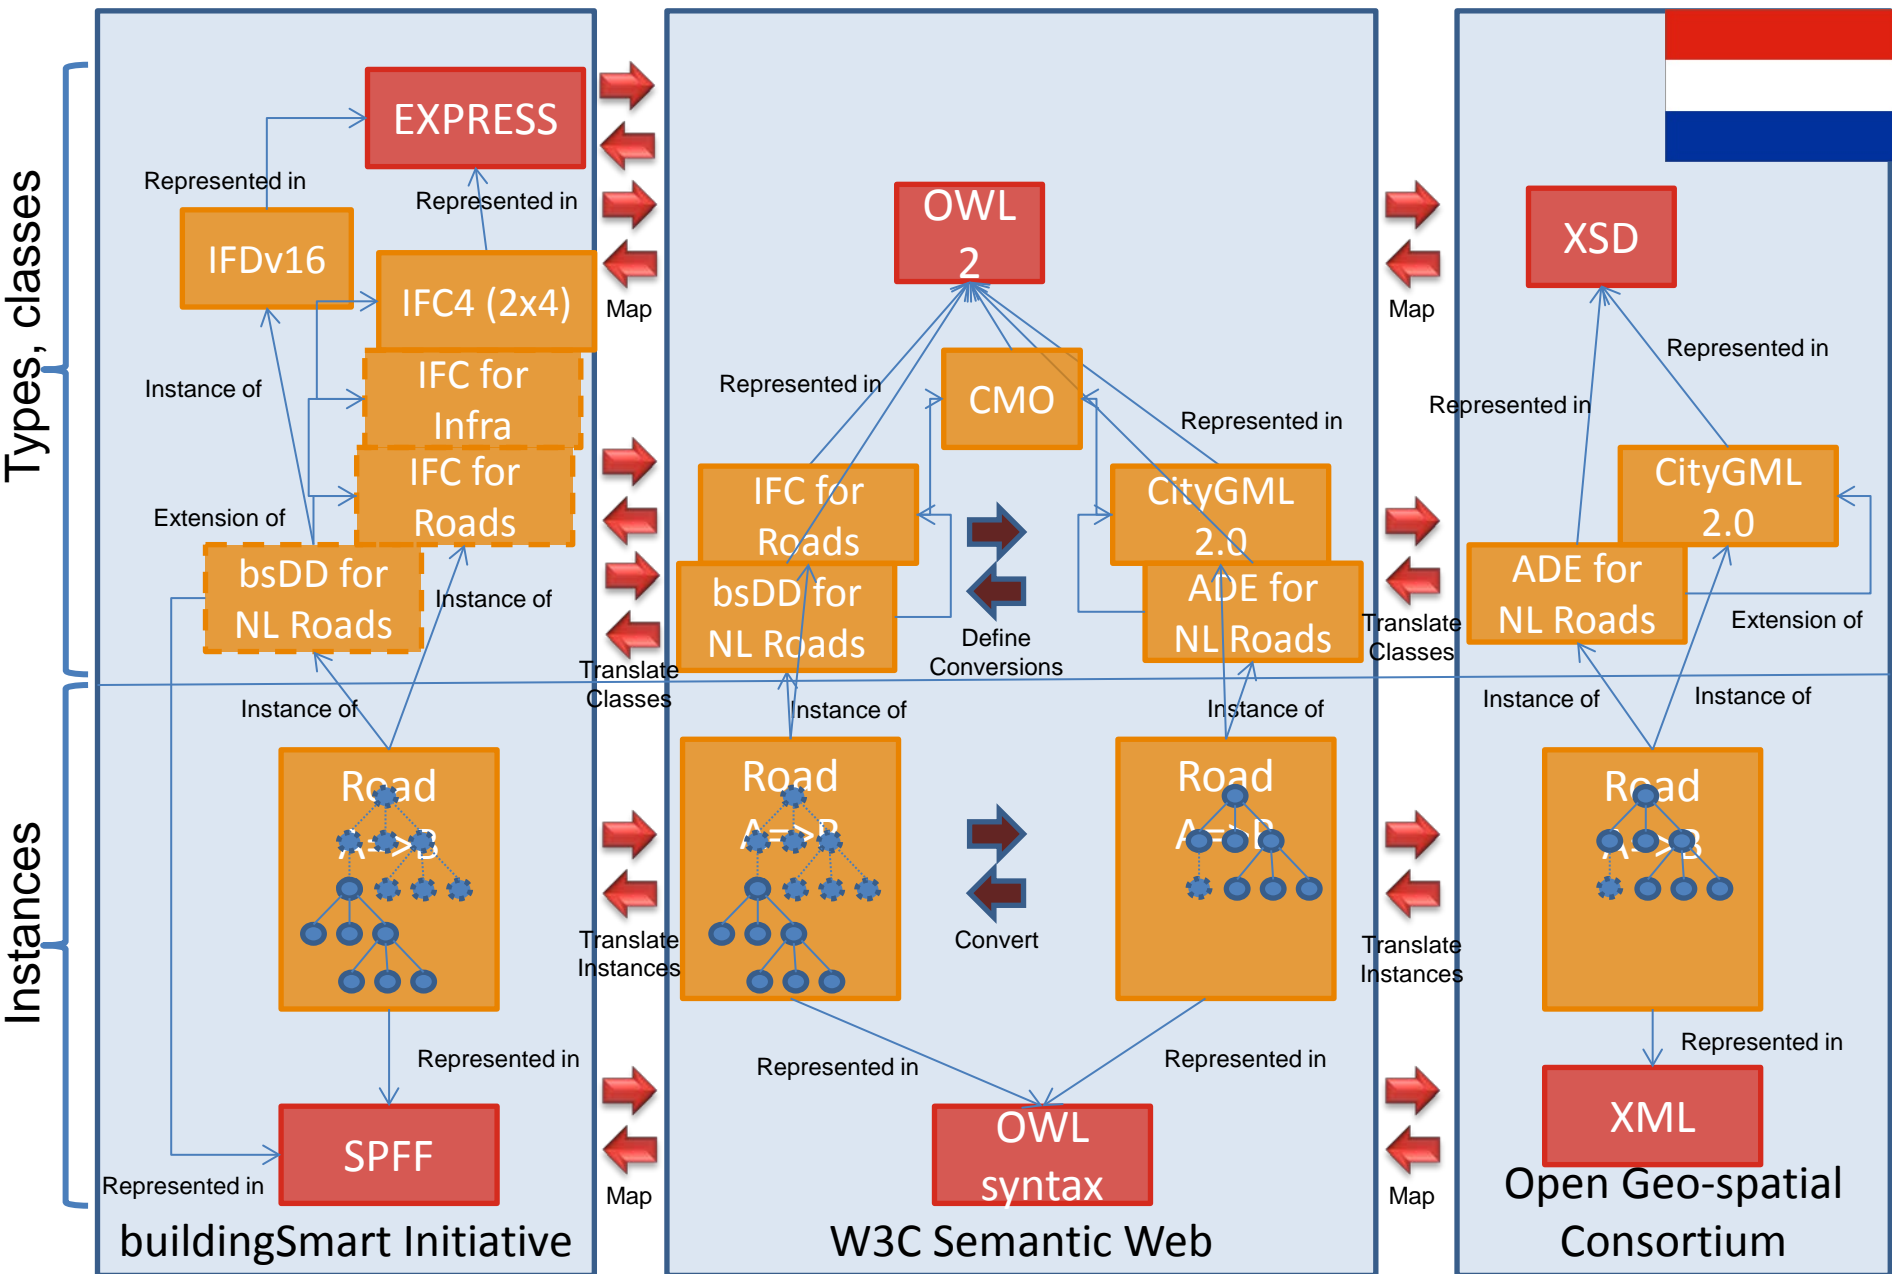 Types, classes
Instances
EXPRESS
Represented in
Represented in
IFDv16
IFC4 (2x4)
Instance of
IFC for
Infra
IFC for
Roads
Extension of
bsDD for
NL Roads
Instance of
Instance of
Road
A=>B
Represented in
SPFF
Represented in
buildingSmart Initiative
Map
Translate
Classes
Translate
Instances
Map
OWL
2
Represented in
CMO
Represented in
IFC for
Roads
CityGML
2.0
bsDD for
NL Roads
Define
Conversions
ADE for
NL Roads
Instance of
Instance of
Road
A=>B
Road
A=>B
Convert
Represented in
Represented in
OWL
syntax
W3C Semantic Web
Map
Translate
Classes
Translate
Instances
Map
XSD
Represented in
Represented in
CityGML
2.0
ADE for
NL Roads
Extension of
Instance of
Instance of
Road
A=>B
Represented in
XML
Open Geo-spatial
Consortium